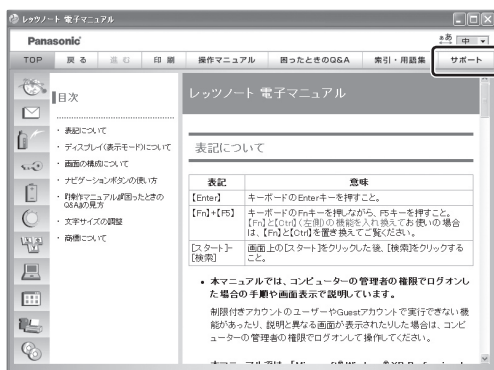 レッツノート 電子マニュアル
Panasonic
あ あ 中
TOP 戻る 進む 印刷 操作マニュアル 困ったときのQ&A 索引・用語集 サポート
目次
・ 表記について
・ ディスプレイ(表示モード)について
・ 画面の構成について
・ ナビゲーションボタンの使い方
・ 『操作マニュアル』『困ったときの
Q&A』の見方
・ 文字サイズの調整
・ 商標について
レッツノート 電子マニュアル
表記について
表記 意味
【Enter】 キーボードのEnterキーを押すこと。
【Fn】+【F5】 キーボードのFnキーを押しながら、F5キーを押すこと。
【Fn】と【Ctrl】(左側)の機能を入れ換えてお使いの場合
は、【Fn】と【Ctrl】を置き換えてご覧ください。
[スタート]- 画面上の[スタート]をクリックした後、[検索]をクリックする
[検索] こと。
• 本マニュアルでは、コンピューターの管理者の権限でログオンし
た場合の手順や画面表示で説明しています。
制限付きアカウントのユーザーやGuestアカウントで実行できない機
能があったり、説明と異なる画面が表示されたりした場合は、コンピ
ューターの管理者の権限でログオンして操作してください。